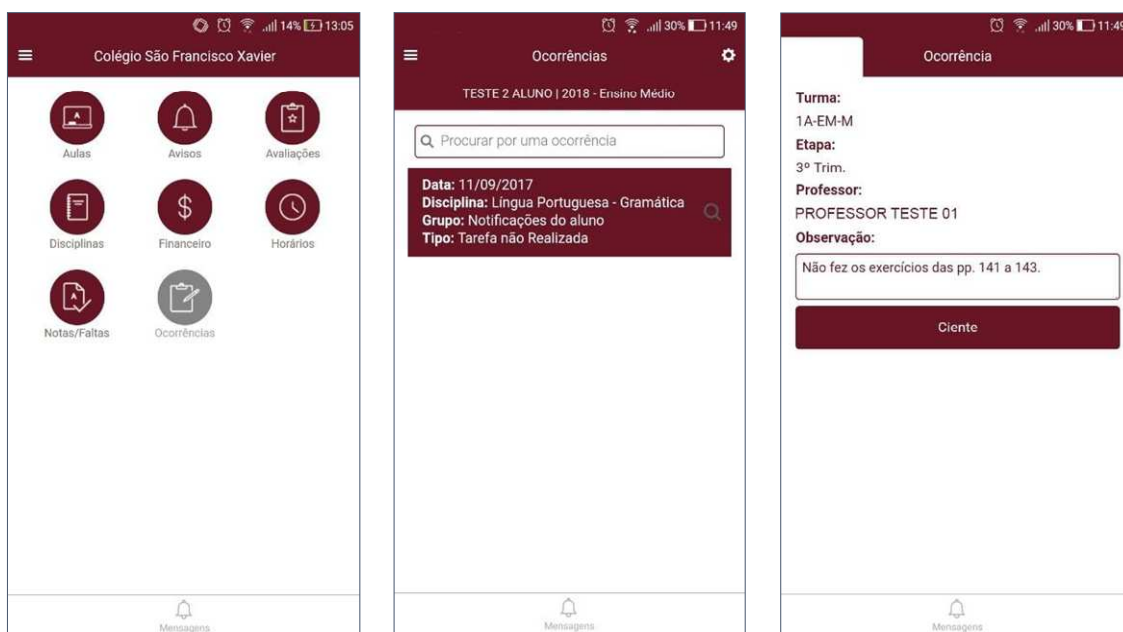 14% 13:05
Colégio São Francisco Xavier
Aulas Avisos Avaliações
Disciplinas Financeiro Horários
Notas/Faltas Ocorrências
Mensagens
30% 11:49
Ocorrências
TESTE 2 ALUNO | 2018 - Ensino Médio
Procurar por uma ocorrência
Data: 11/09/2017
Disciplina: Língua Portuguesa - Gramática
Grupo: Notificações do aluno
Tipo: Tarefa não Realizada
Mensagens
30% 11:49
Ocorrência
Turma:
1A-EM-M
Etapa:
3º Trim.
Professor:
PROFESSOR TESTE 01
Observação:
Não fez os exercícios das pp. 141 a 143.
Ciente
Mensagens